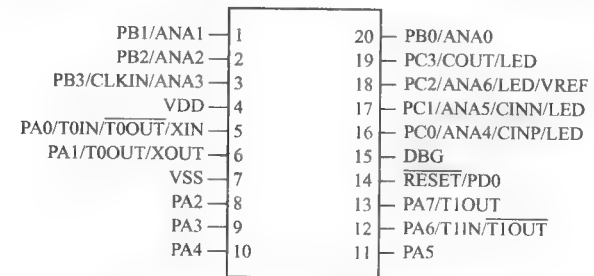 PB1/ANA1 1 20 PB0/ANA0
PB2/ANA2 2 19 PC3/COUT/LED
PB3/CLKIN/ANA3 3 18 PC2/ANA6/LED/VREF
VDD 4 17 PC1/ANA5/CINN/LED
PA0/T0IN/T0OUT/XIN 5 16 PC0/ANA4/CINP/LED
PA1/T0OUT/XOUT 6 15 DBG
VSS 7 14 RESET/PD0
PA2 8 13 PA7/T1OUT
PA3 9 12 PA6/T1IN/T1OUT
PA4 10 11 PA5